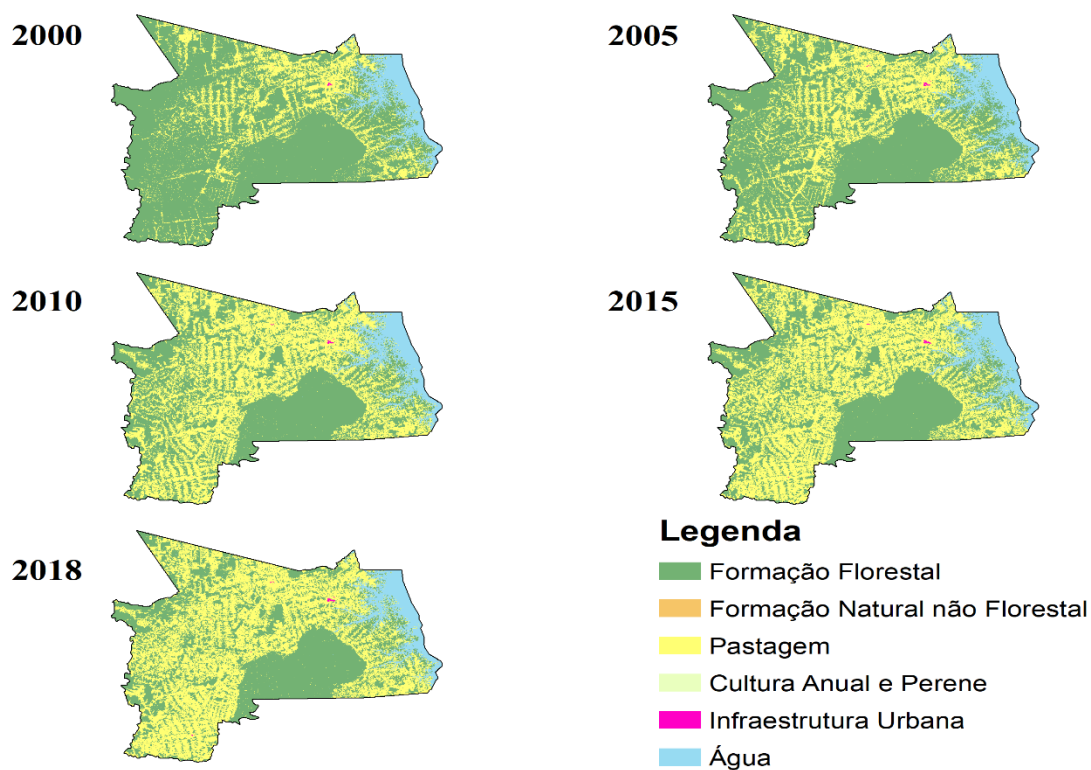 2000
2005
2010
2015
2018
Legenda
Formação Florestal
Formação Natural não Florestal
Pastagem
Cultura Anual e Perene
Infraestrutura Urbana
Água